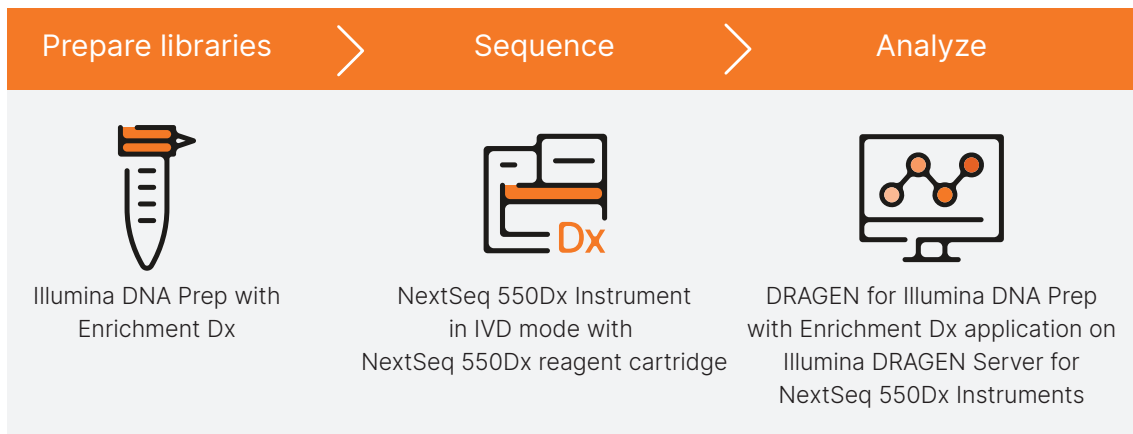 Prepare libraries
Sequence
Analyze
Illumina DNA Prep with
Enrichment Dx
Dx
NextSeq 550Dx Instrument
in IVD mode with
NextSeq 550Dx reagent cartridge
DRAGEN for Illumina DNA Prep
with Enrichment Dx application on
Illumina DRAGEN Server for
NextSeq 550Dx Instruments